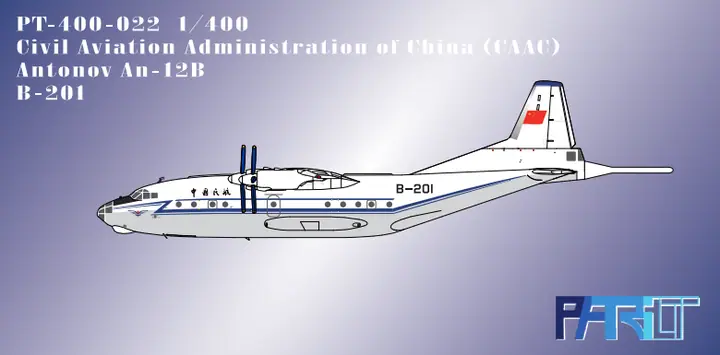 PT-400-022 1/400
Civil Aviation Administration of China (CAAC)
Antonov An-12B
B-201
中国民航
B-201
PATRIOT